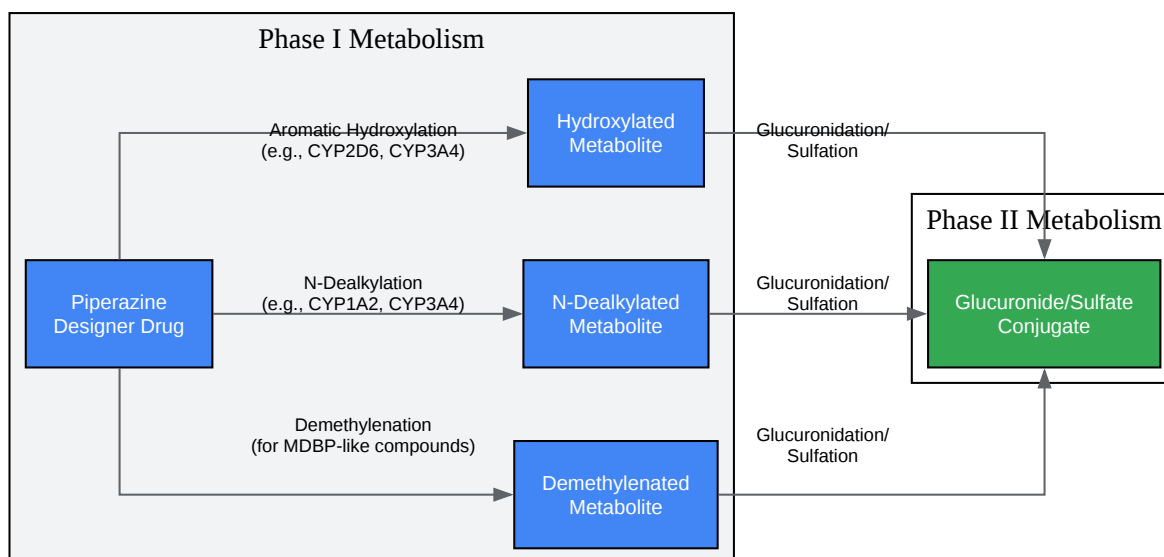 Phase I Metabolism
Aromatic Hydroxylation
(e.g., CYP2D6, CYP3A4)
Hydroxylated
Metabolite
Glucuronidation/
Sulfation
Phase II Metabolism
Piperazine
Designer Drug
N-Dealkylation
(e.g., CYP1A2, CYP3A4)
N-Dealkylated
Metabolite
Glucuronidation/
Sulfation
Glucuronide/Sulfate
Conjugate
Demethylenation
(for MDBP-like compounds)
Demethylenated
Metabolite
Glucuronidation/
Sulfation